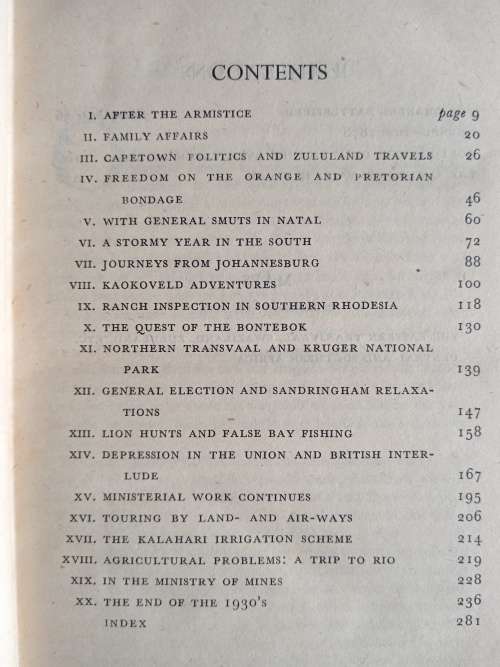 CONTENTS
I. AFTER THE ARMISTICE page 9
II. FAMILY AFFAIRS 20
III. CAPETOWN POLITICS AND ZULULAND TRAVELS 26
IV. FREEDOM ON THE ORANGE AND PRETORIAN
BONDAGE 46
V. WITH GENERAL SMUTS IN NATAL 60
VI. A STORMY YEAR IN THE SOUTH 72
VII. JOURNEYS FROM JOHANNESBURG 88
VIII. KAOKOVELD ADVENTURES 100
IX. RANCH INSPECTION IN SOUTHERN RHODESIA 118
X. THE QUEST OF THE BONTEBOK 130
XI. NORTHERN TRANSVAAL AND KRUGER NATIONAL
PARK 139
XII. GENERAL ELECTION AND SANDRINGHAM RELAXA-
TIONS 147
XIII. LION HUNTS AND FALSE BAY FISHING 158
XIV. DEPRESSION IN THE UNION AND BRITISH INTER-
LUDE 167
XV. MINISTERIAL WORK CONTINUES 195
XVI. TOURING BY LAND- AND AIR-WAYS 206
XVII. THE KALAHARI IRRIGATION SCHEME 214
XVIII. AGRICULTURAL PROBLEMS: A TRIP TO RIO 219
XIX. IN THE MINISTRY OF MINES 228
XX. THE END OF THE 1930'S 236
INDEX 281